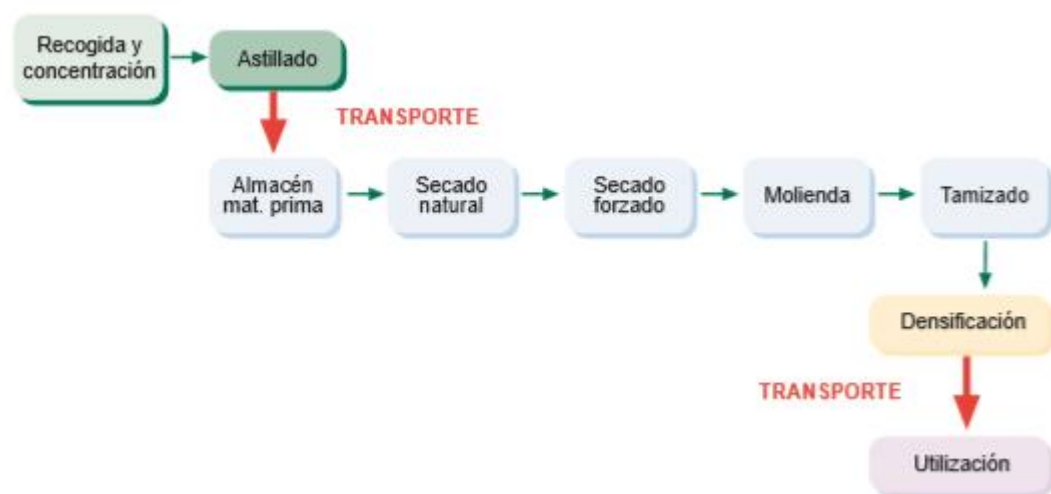 Recogida y
concentración
Astillado
TRANSPORTE
Almacén
mat. prima
Secado
natural
Secado
forzado
Molienda
Tamizado
Densificación
TRANSPORTE
Utilización